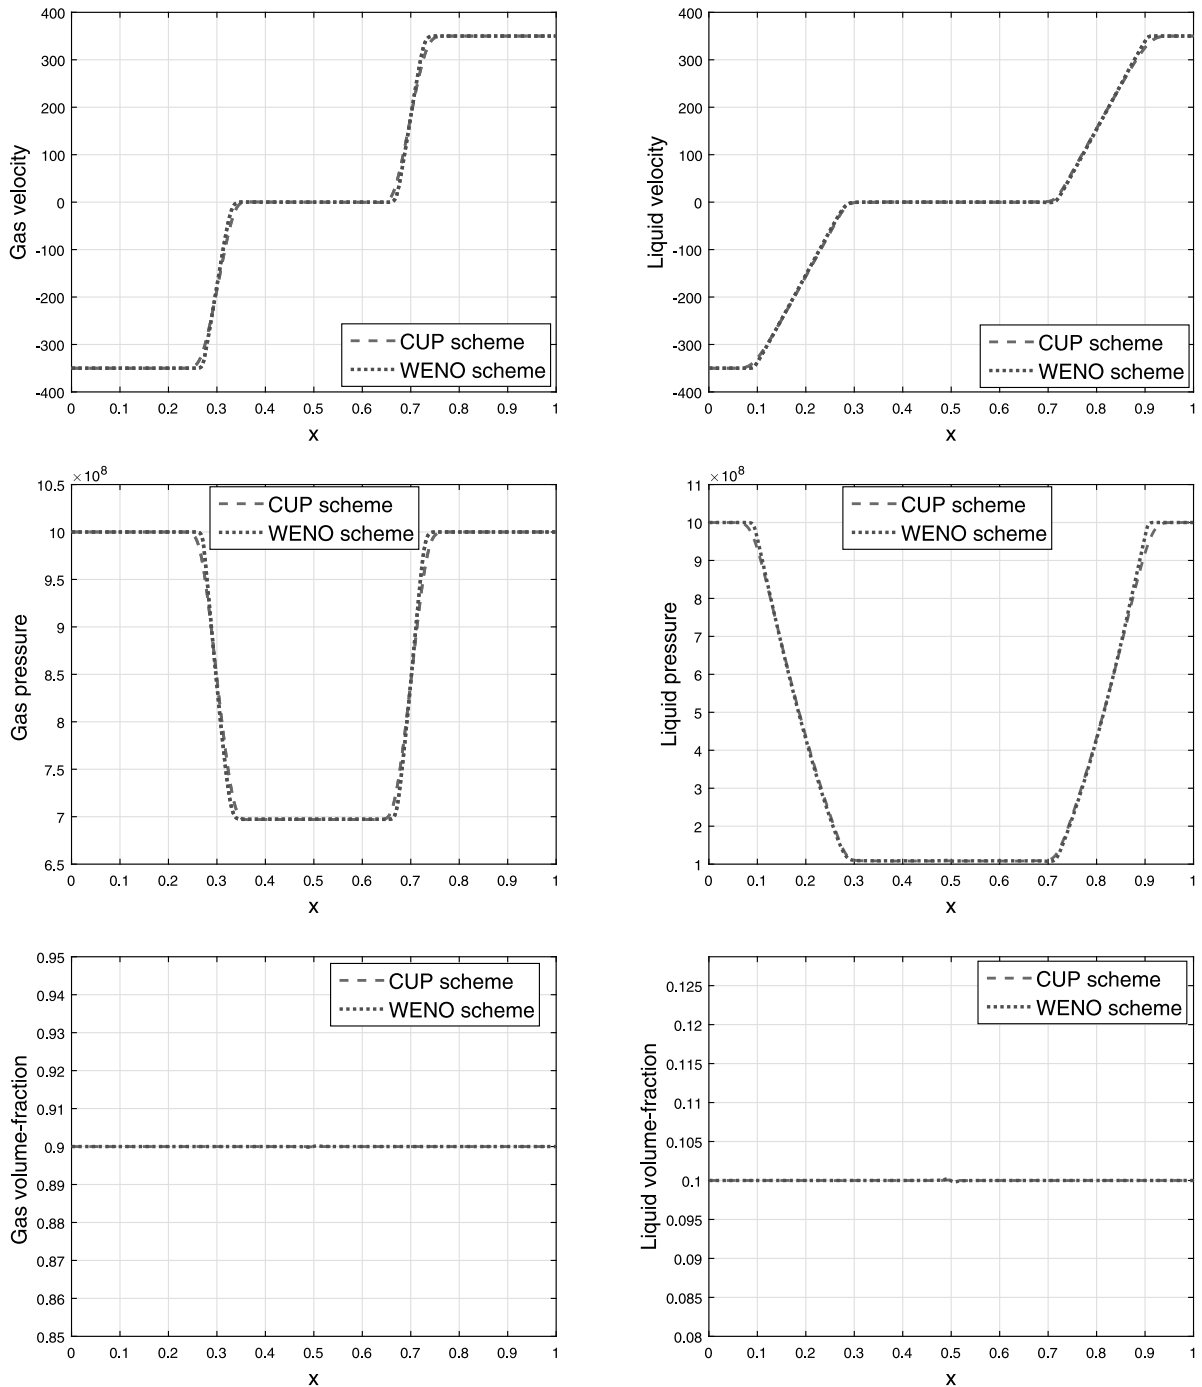 400
300
200
100
0
-100
-200
-300
-400
Gas velocity
CUP scheme
WENO scheme
0 0.1 0.2 0.3 0.4 0.5 0.6 0.7 0.8 0.9 1
x
400
300
200
100
0
-100
-200
-300
-400
Liquid velocity
CUP scheme
WENO scheme
0 0.1 0.2 0.3 0.4 0.5 0.6 0.7 0.8 0.9 1
x
×10⁸
10.5
10
9.5
9
8.5
8
7.5
7
6.5
Gas pressure
CUP scheme
WENO scheme
0 0.1 0.2 0.3 0.4 0.5 0.6 0.7 0.8 0.9 1
x
×10⁸
11
10
9
8
7
6
5
4
3
2
1
Liquid pressure
CUP scheme
WENO scheme
0 0.1 0.2 0.3 0.4 0.5 0.6 0.7 0.8 0.9 1
x
0.95
0.94
0.93
0.92
0.91
0.9
0.89
0.88
0.87
0.86
0.85
Gas volume-fraction
CUP scheme
WENO scheme
0 0.1 0.2 0.3 0.4 0.5 0.6 0.7 0.8 0.9 1
x
0.125
0.12
0.115
0.11
0.105
0.1
0.095
0.09
0.085
0.08
Liquid volume-fraction
CUP scheme
WENO scheme
0 0.1 0.2 0.3 0.4 0.5 0.6 0.7 0.8 0.9 1
x